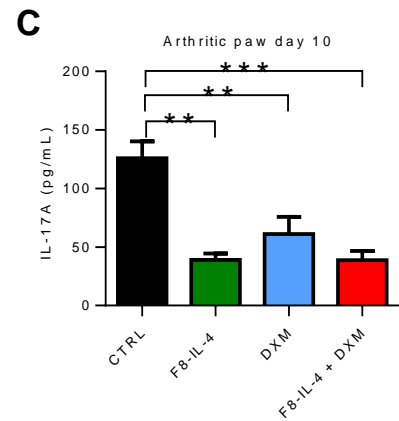 C
Arthritic paw day 10
***
**
**
IL-17A (pg/mL)
200
150
100
50
0
CTRL
F8-IL-4
DXM
F8-IL-4 + DXM